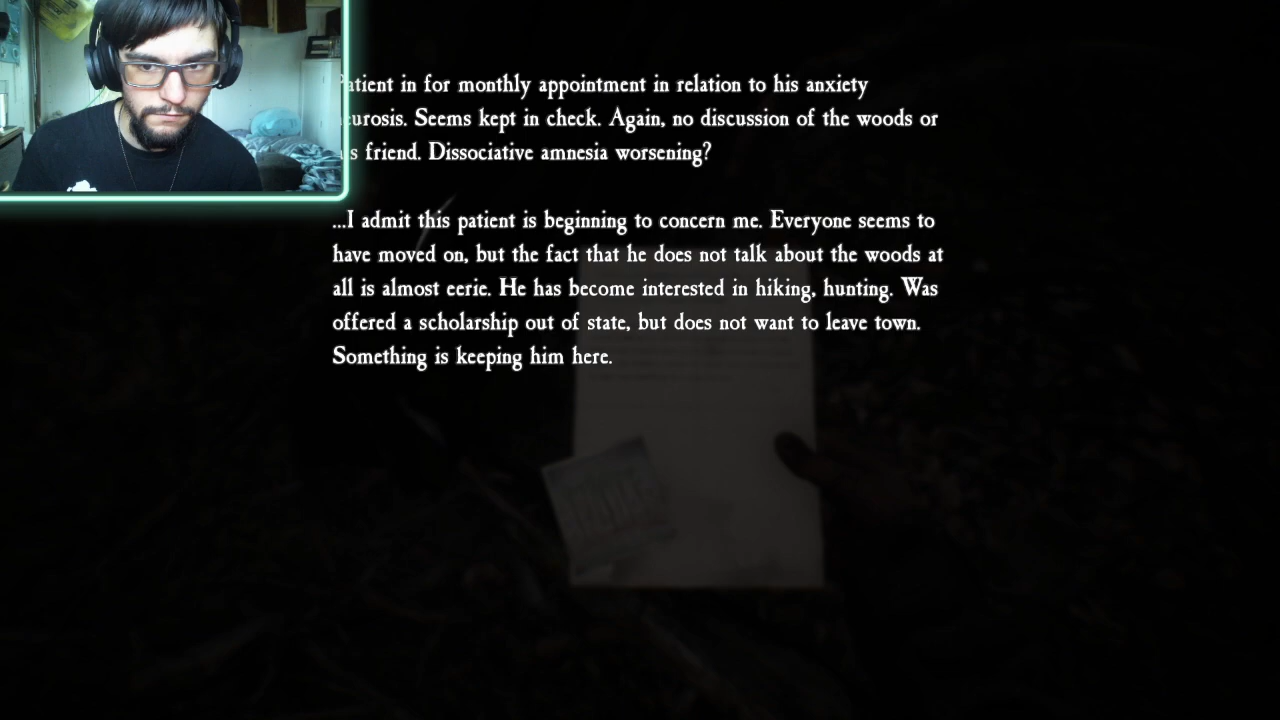 atient in for monthly appointment in relation to his anxiety
eurosis. Seems kept in check. Again, no discussion of the woods or
s friend. Dissociative amnesia worsening?
...I admit this patient is beginning to concern me. Everyone seems to
have moved on, but the fact that he does not talk about the woods at
all is almost eerie. He has become interested in hiking, hunting. Was
offered a scholarship out of state, but does not want to leave town.
Something is keeping him here.